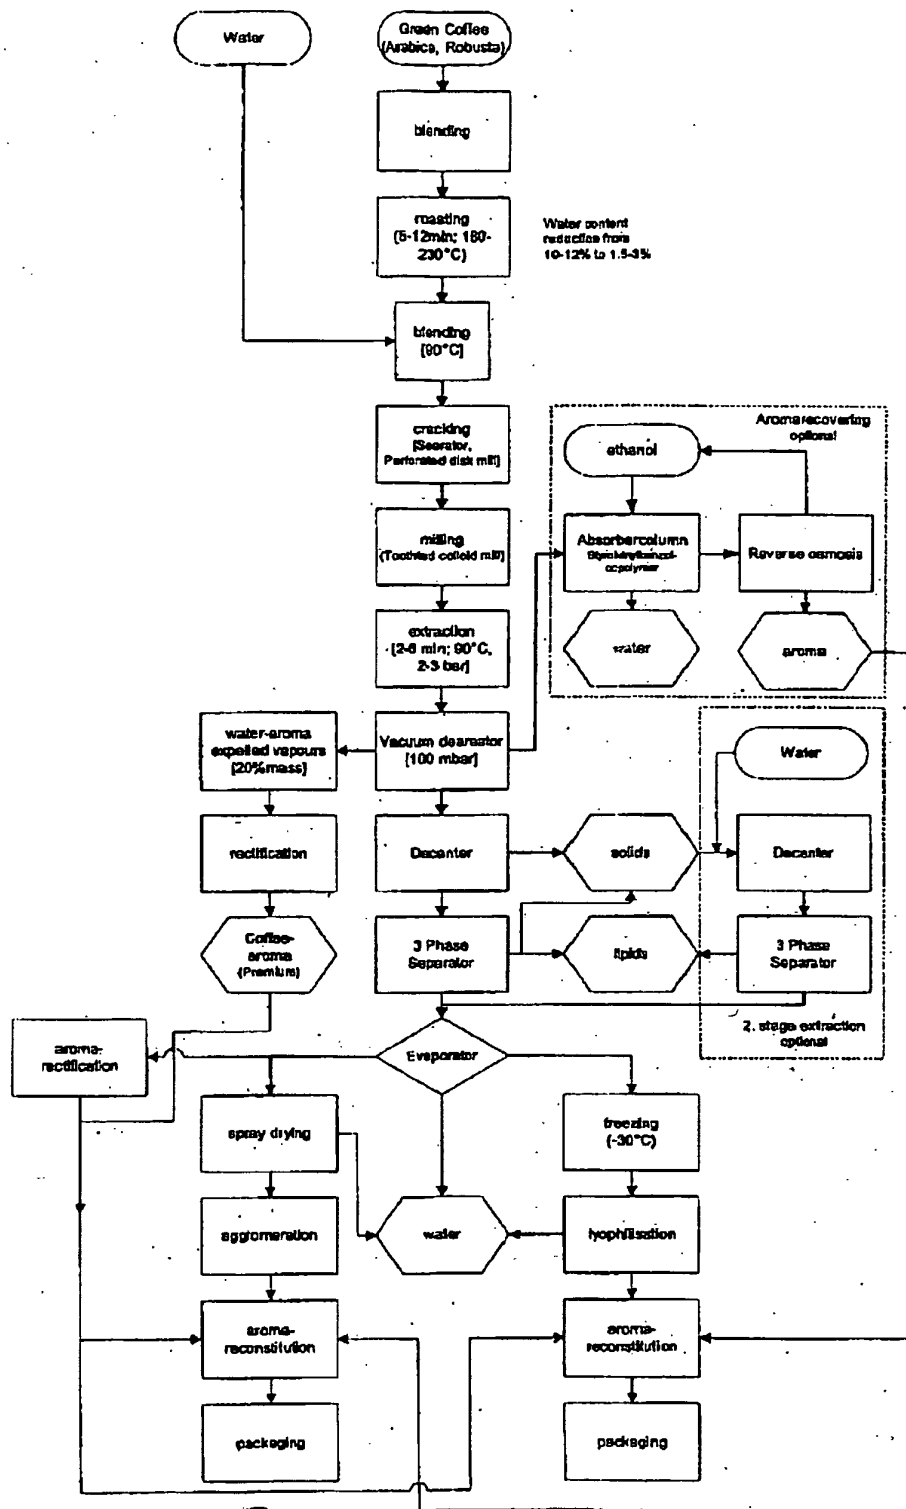 Water
Green Coffee
(Arabica, Robusta)
blending
roasting
(5-12min; 180-
230°C)
Water content
reduction from
10-12% to 1.5-3%
blending
[90°C]
cracking
Perforated disk mill]
milling
(Toothted colloid mill)
extraction
[2-6 min; 90°C,
2-3 bar]
Aromarecovering
optional
ethanol
Absorbercolumn
copolymer
Reverse osmosis
water
aroma
water-aroma
expelled vapours
[20%mass]
Vacuum deareator
[100 mbar]
Water
rectification
Decanter
solids
Decanter
Coffee-
aroma
(Premium)
3 Phase
Separator
lipids
3 Phase
Separator
2. stage extraction
optional
aroma-
rectification
Evaporator
spray drying
freezing
(-30°C)
agglomeration
water
lyophilisation
aroma-
reconstitution
aroma-
reconstitution
packaging
packaging